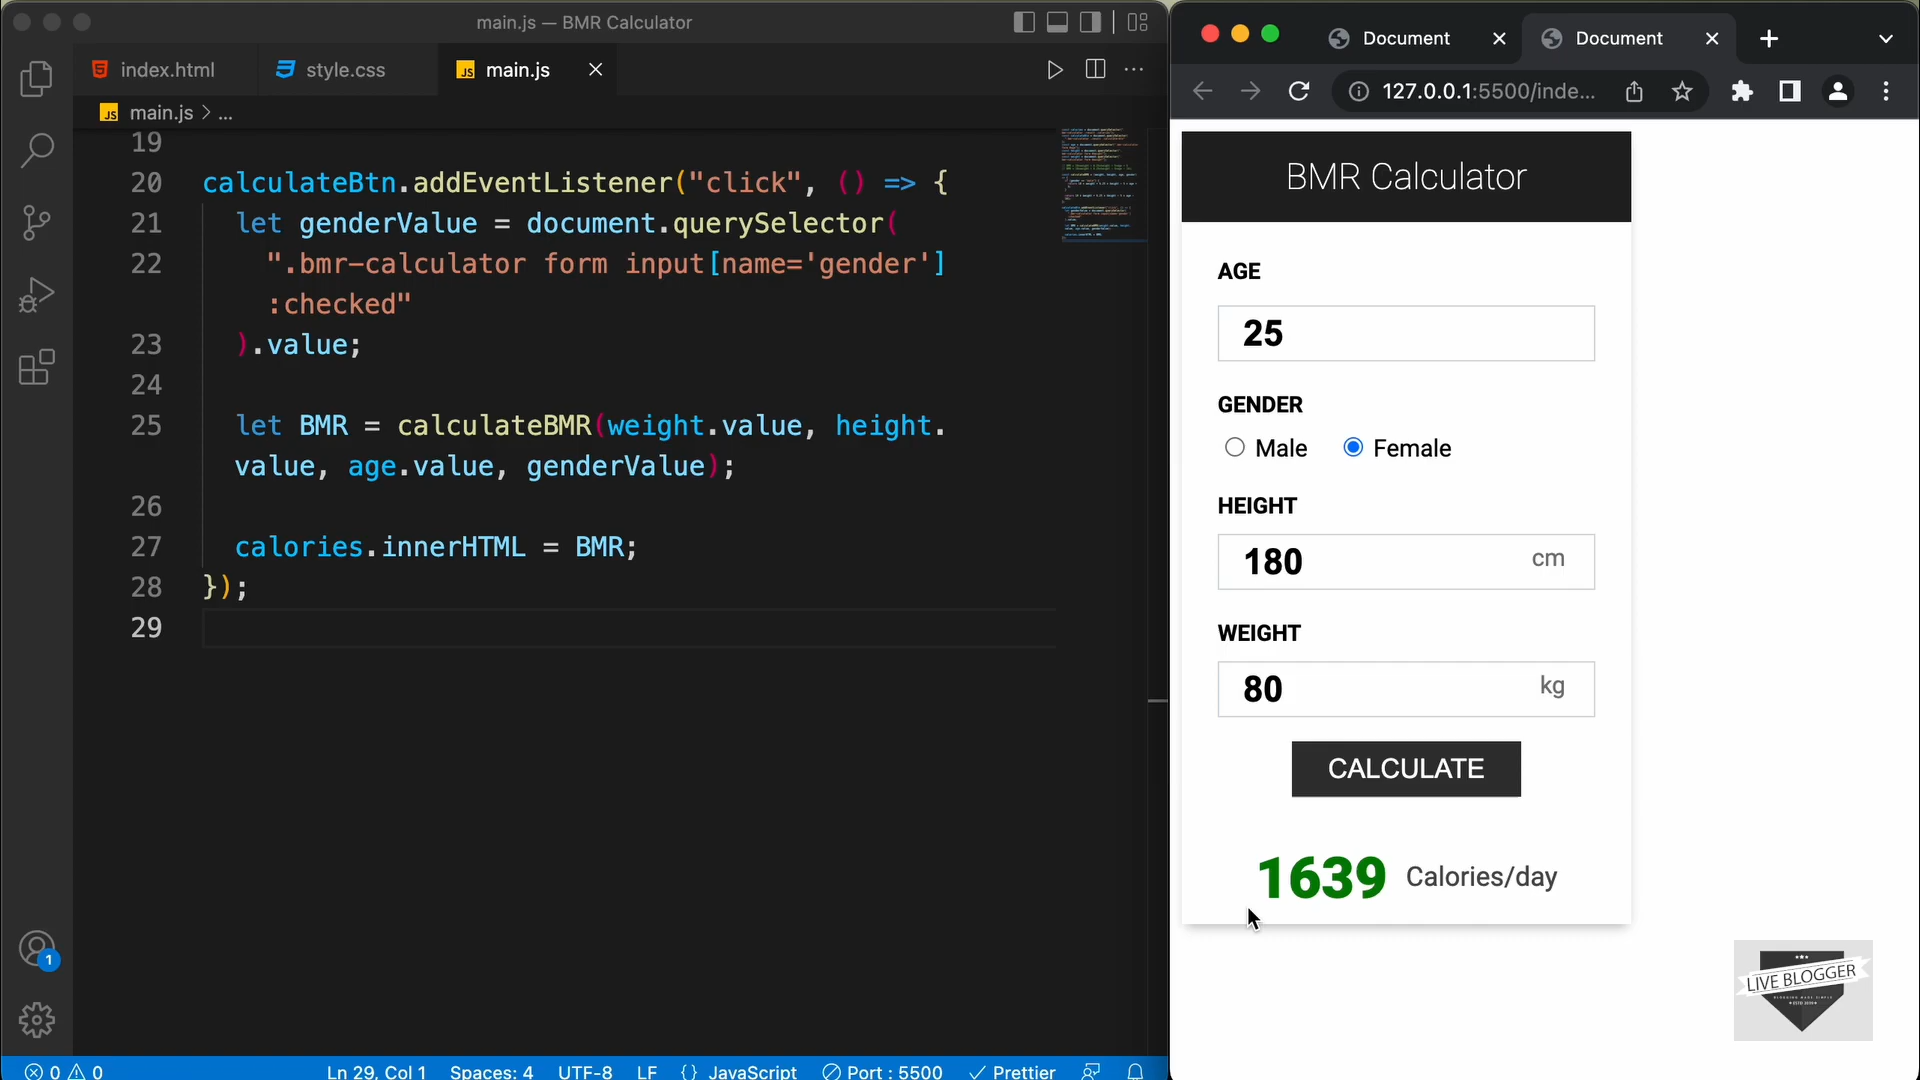 main.js — BMR Calculator
index.html
style.css
JS main.js
JS main.js > ...
19
20 calculateBtn.addEventListener("click", () => {
21 let genderValue = document.querySelector(
22 ".bmr-calculator form input[name='gender']
:checked"
23 ).value;
24
25 let BMR = calculateBMR(weight.value, height.
value, age.value, genderValue);
26
27 calories.innerHTML = BMR;
28 });
29
1
0 0
Ln 29, Col 1
Spaces: 4
UTF-8
LF
{} JavaScript
Port : 5500
Prettier
Document
Document
127.0.0.1:5500/inde...
BMR Calculator
AGE
25
GENDER
Male Female
HEIGHT
180 cm
WEIGHT
80 kg
CALCULATE
1639 Calories/day
LIVE BLOGGER